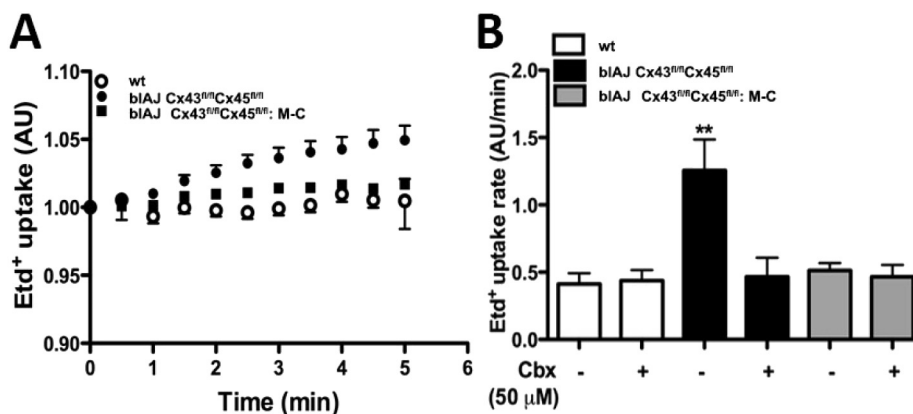 A
wt
blAJ Cx43fl/flCx45fl/fl
blAJ Cx43fl/flCx45fl/fl: M-C
Etd+ uptake (AU)
1.10
1.05
1.00
0.95
0.90
0 1 2 3 4 5 6
Time (min)
B
wt
blAJ Cx43fl/flCx45fl/fl
blAJ Cx43fl/flCx45fl/fl: M-C
Etd+ uptake rate (AU/min)
2.0
1.5
1.0
0.5
0.0
**
Cbx - + - + - +
(50 μM)